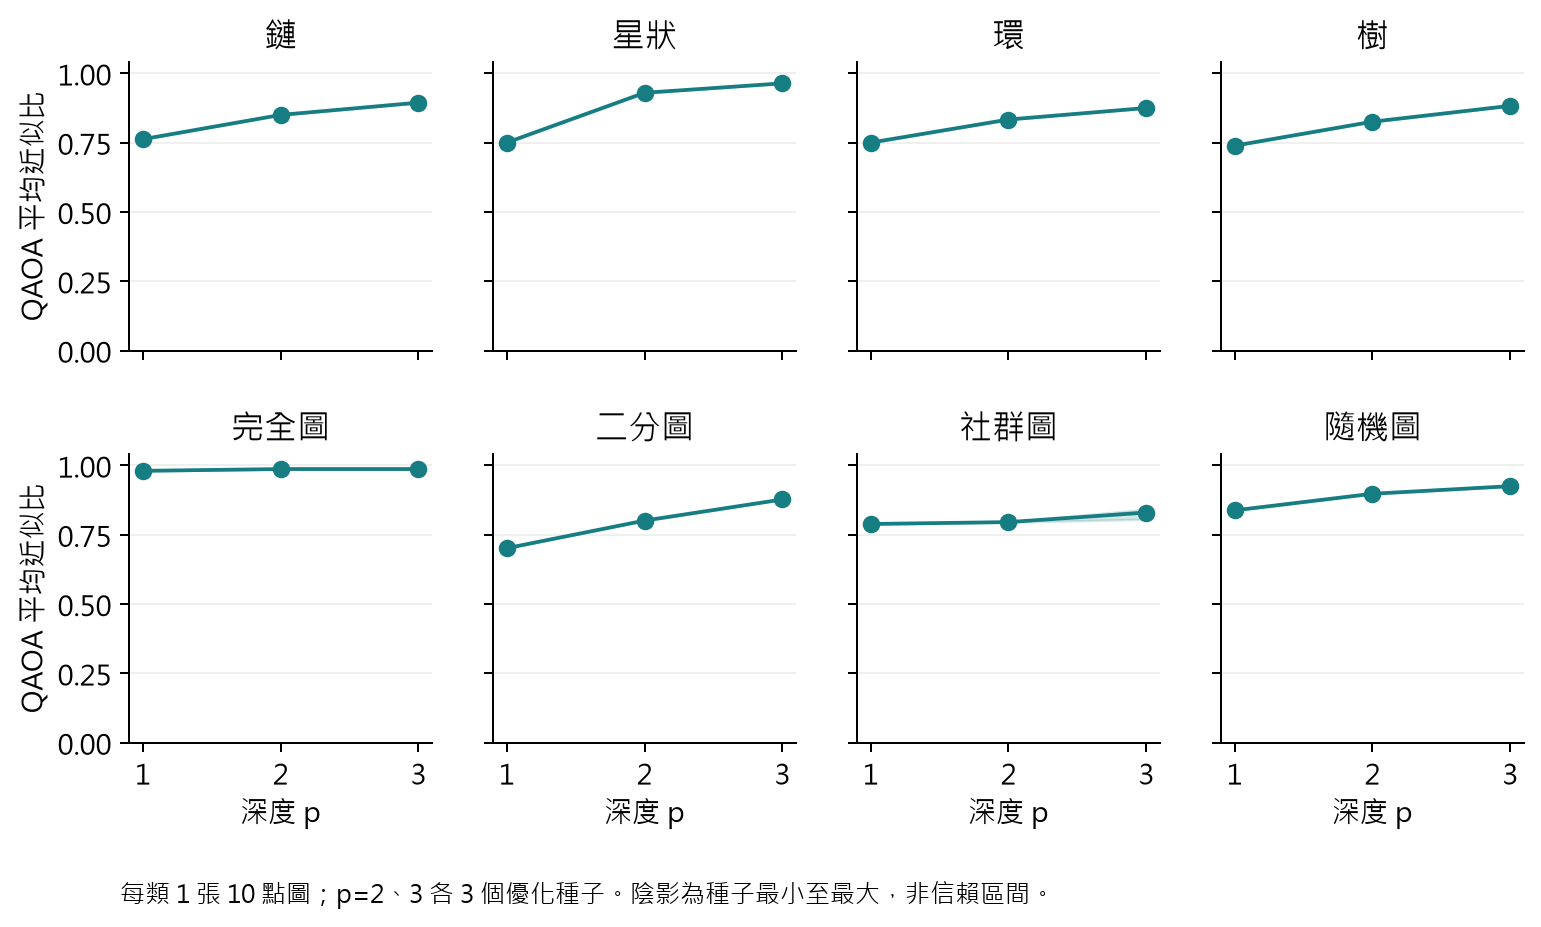 鏈 星狀 環 樹
QAOA 平均近似比
1.00
0.75
0.50
0.25
0.00
完全圖 二分圖 社群圖 隨機圖
QAOA 平均近似比
1.00
0.75
0.50
0.25
0.00
1 2 3 1 2 3 1 2 3 1 2 3
深度 p 深度 p 深度 p 深度 p
每類 1 張 10 點圖；p=2、3 各 3 個優化種子。陰影為種子最小至最大，非信賴區間。